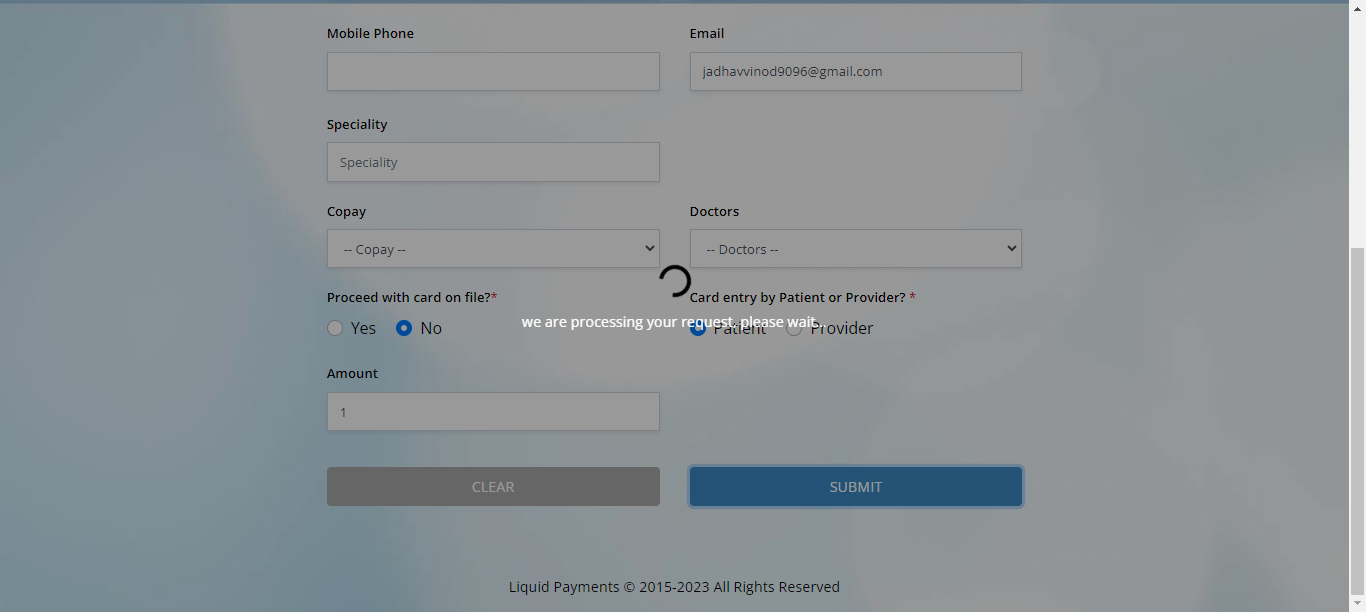 Mobile Phone
Email
jadhavvinod9096@gmail.com
Speciality
Speciality
Copay
Doctors
-- Copay --
-- Doctors --
Proceed with card on file?*
Card entry by Patient or Provider? *
we are processing your request, please wait...
Yes No
Patient Provider
Amount
1
CLEAR
SUBMIT
Liquid Payments © 2015-2023 All Rights Reserved